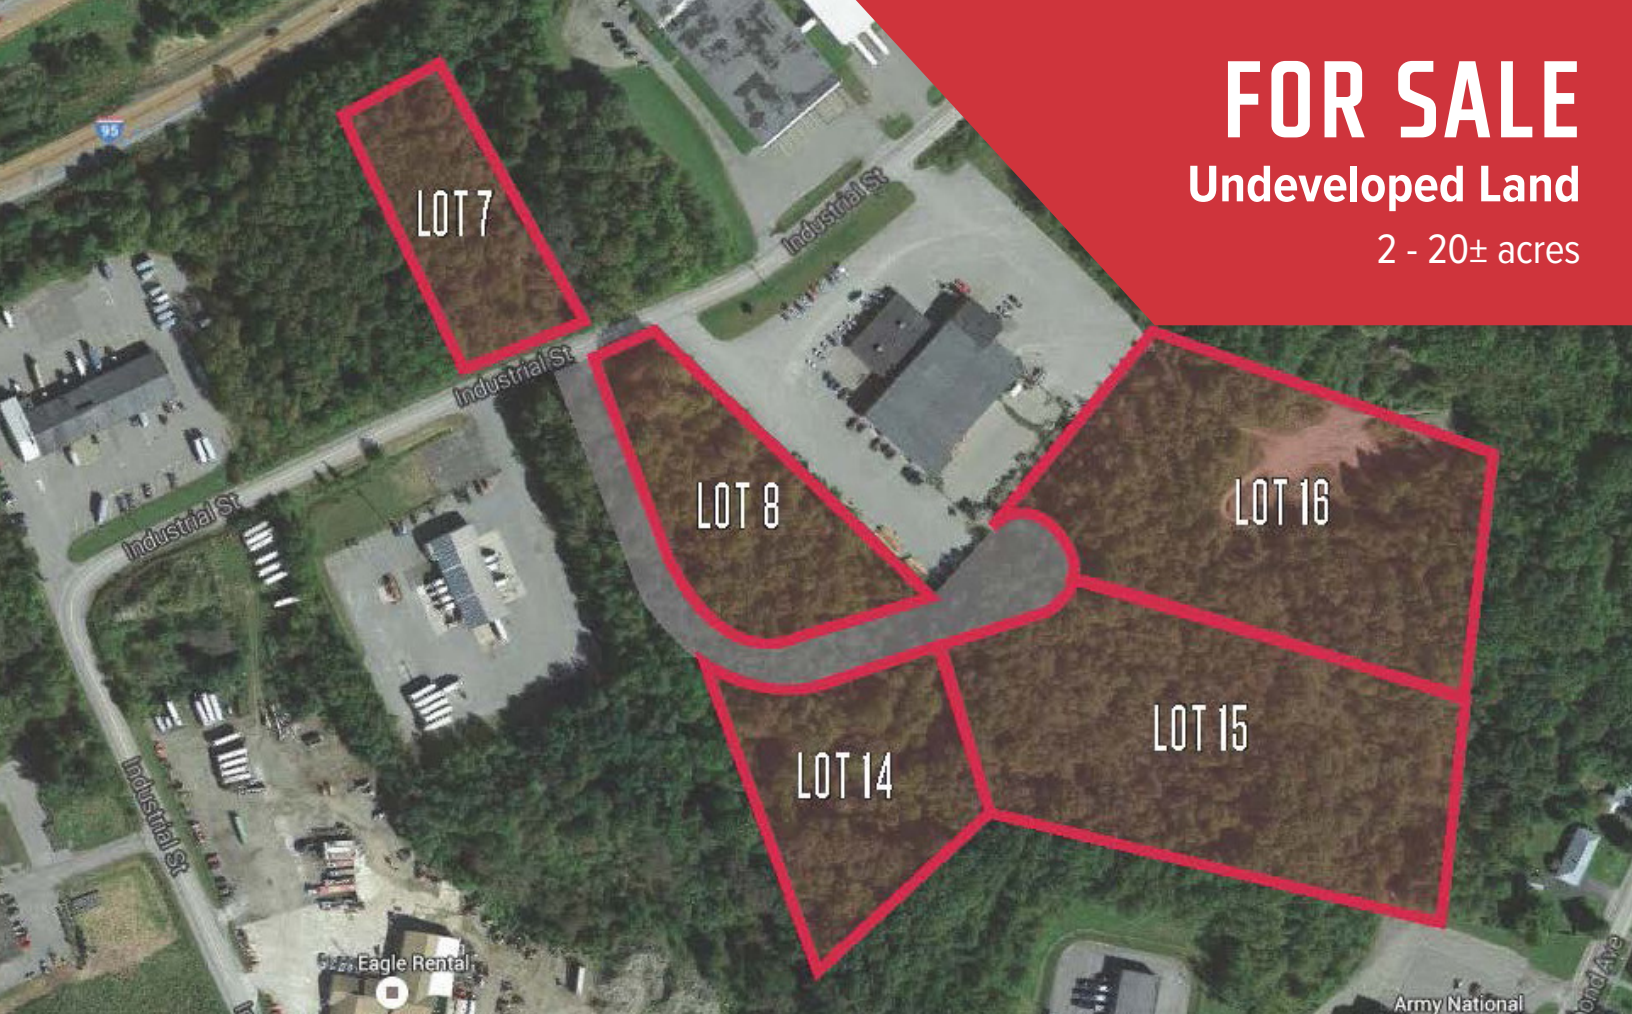 FOR SALE
Undeveloped Land
2 - 20± acres
95
LOT 7
Industrial St
Industrial St
LOT 8
LOT 16
Industrial St
LOT 15
LOT 14
Industrial St
Eagle Rental
Army National